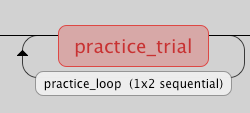 practice_trial
practice_loop (1x2 sequential)